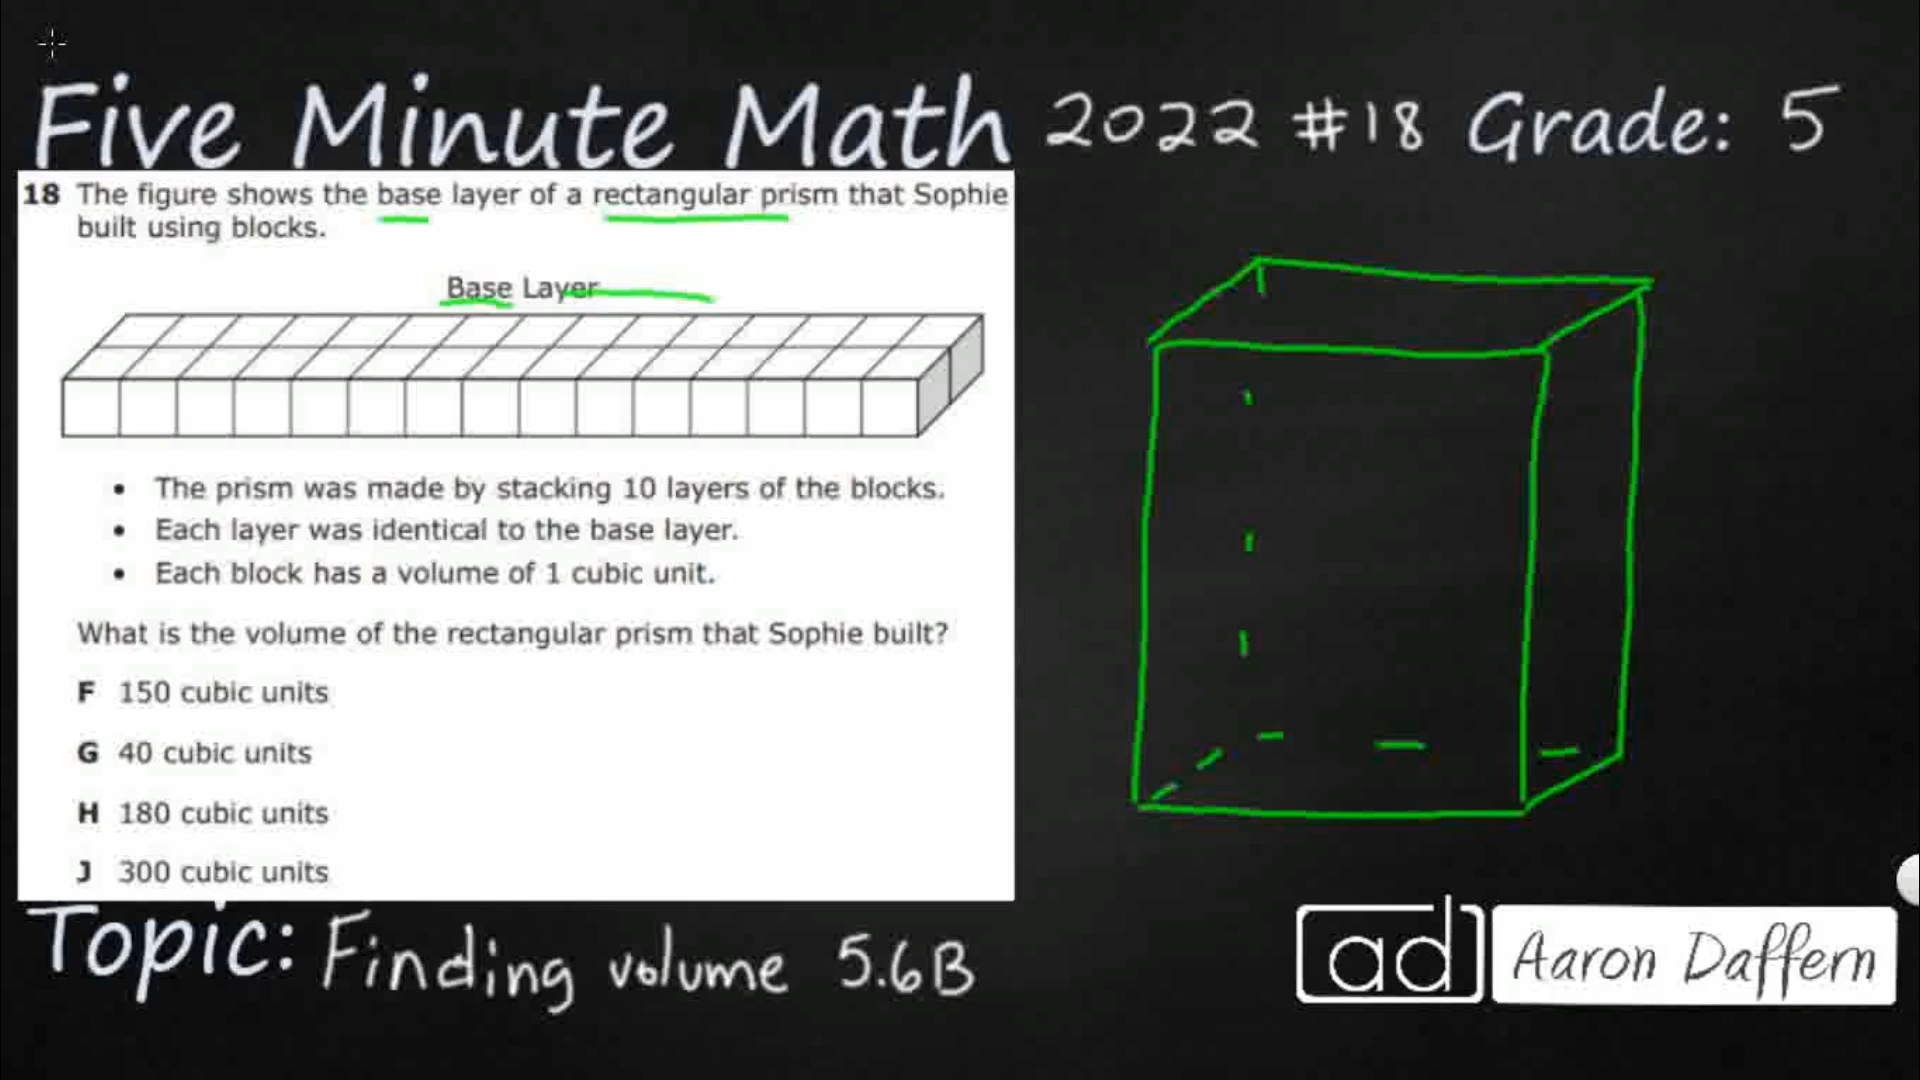 Five Minute Math 2022 #18 Grade: 5
18 The figure shows the base layer of a rectangular prism that Sophie
built using blocks.
Base Layer
• The prism was made by stacking 10 layers of the blocks.
• Each layer was identical to the base layer.
• Each block has a volume of 1 cubic unit.
What is the volume of the rectangular prism that Sophie built?
F 150 cubic units
G 40 cubic units
H 180 cubic units
J 300 cubic units
Topic: Finding volume 5.6B
ad Aaron Daffern